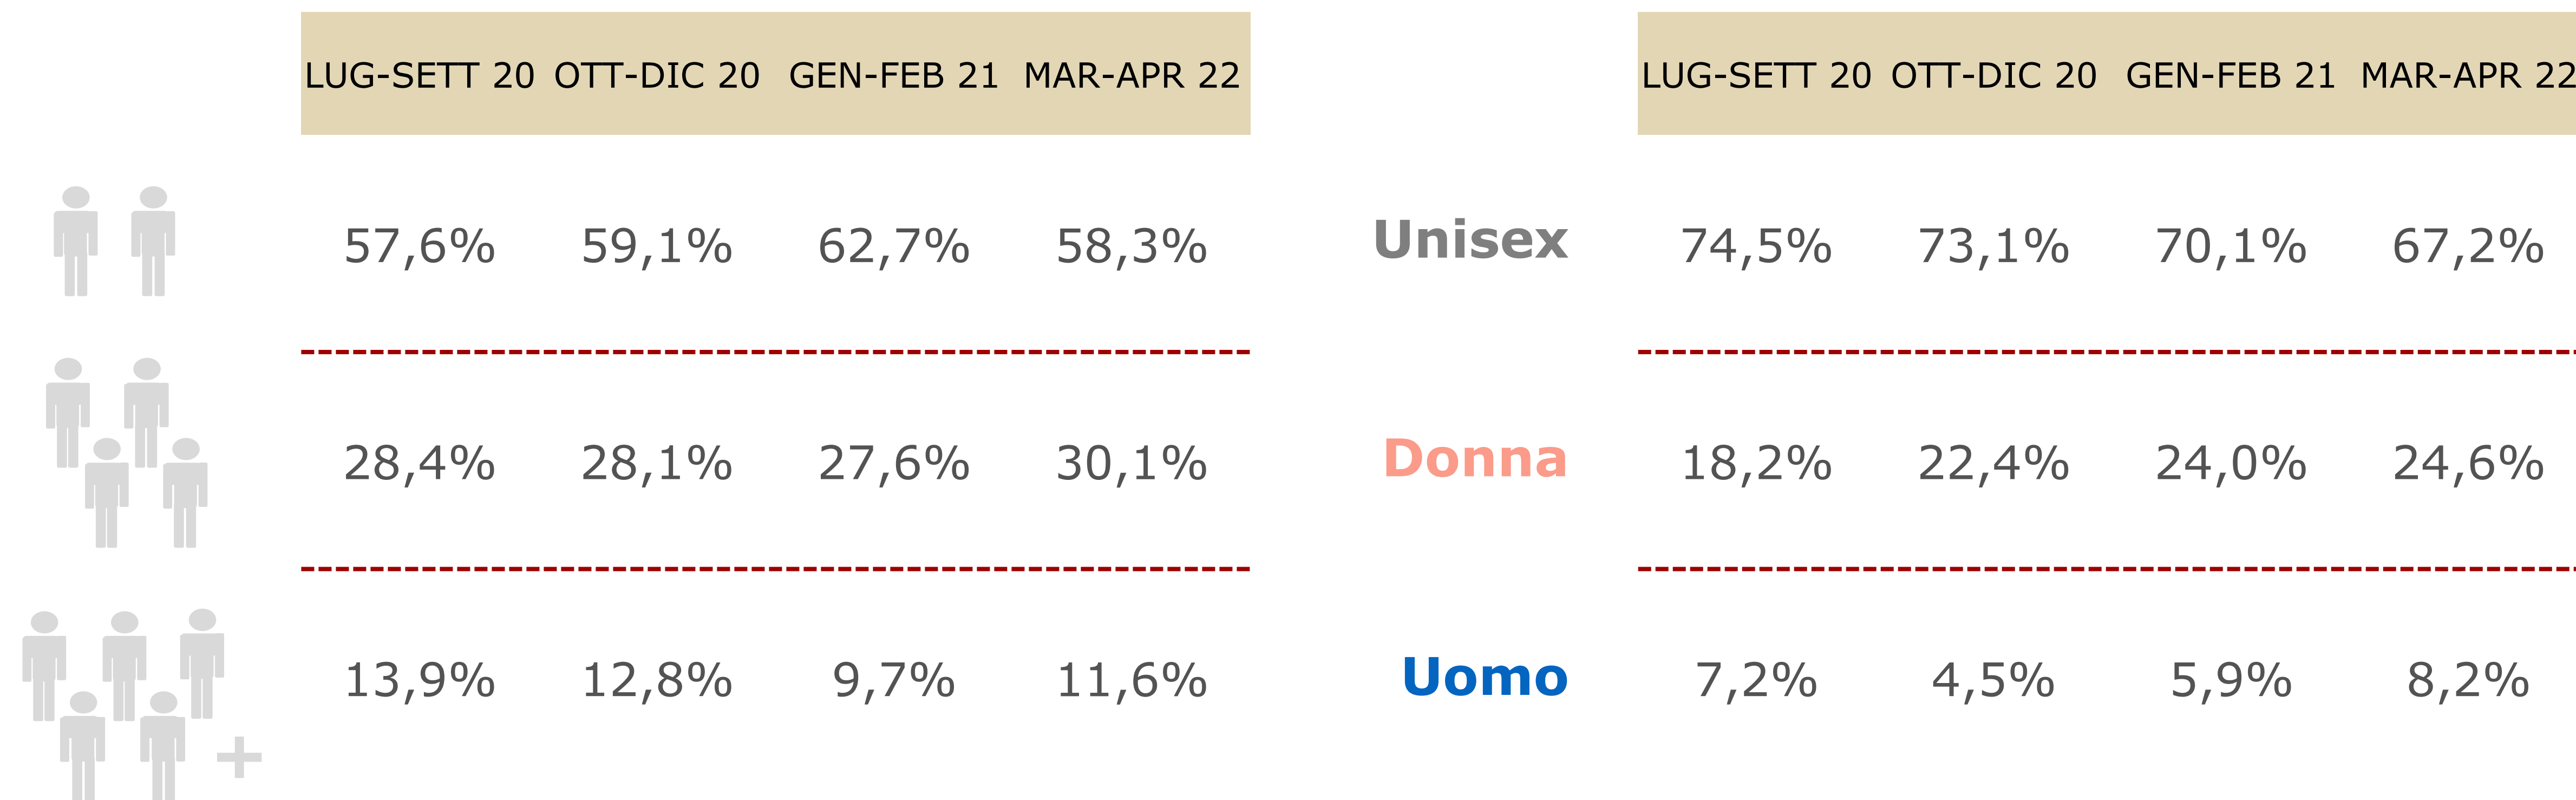 LUG-SETT 20 OTT-DIC 20 GEN-FEB 21 MAR-APR 22
57,6% 59,1% 62,7% 58,3%
28,4% 28,1% 27,6% 30,1%
13,9% 12,8% 9,7% 11,6%
+
LUG-SETT 20 OTT-DIC 20 GEN-FEB 21 MAR-APR 22
Unisex 74,5% 73,1% 70,1% 67,2%
Donna 18,2% 22,4% 24,0% 24,6%
Uomo 7,2% 4,5% 5,9% 8,2%